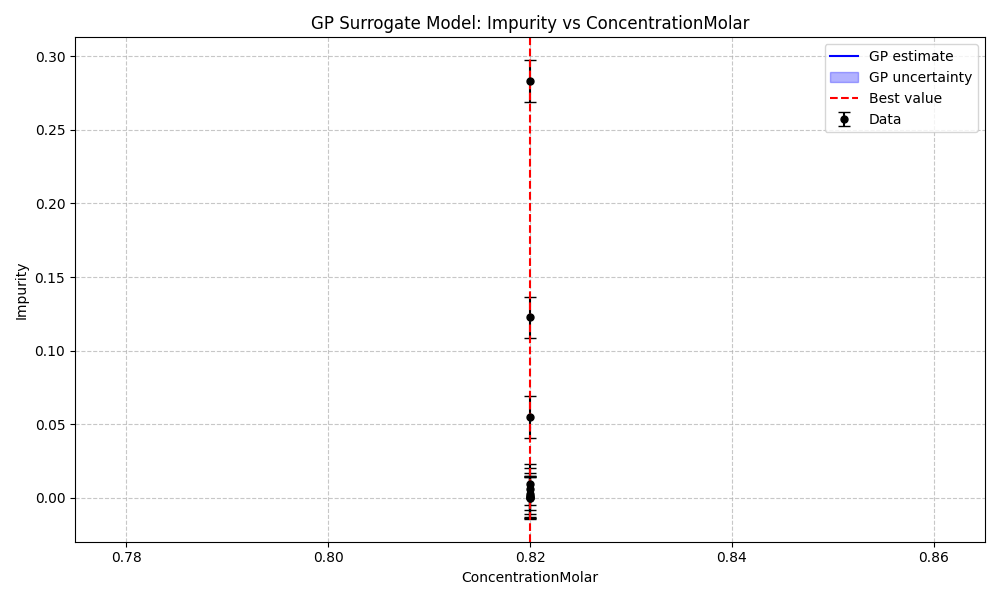 GP Surrogate Model: Impurity vs ConcentrationMolar
GP estimate
GP uncertainty
Best value
Data
Impurity
0.30
0.25
0.20
0.15
0.10
0.05
0.00
0.78
0.80
0.82
0.84
0.86
ConcentrationMolar